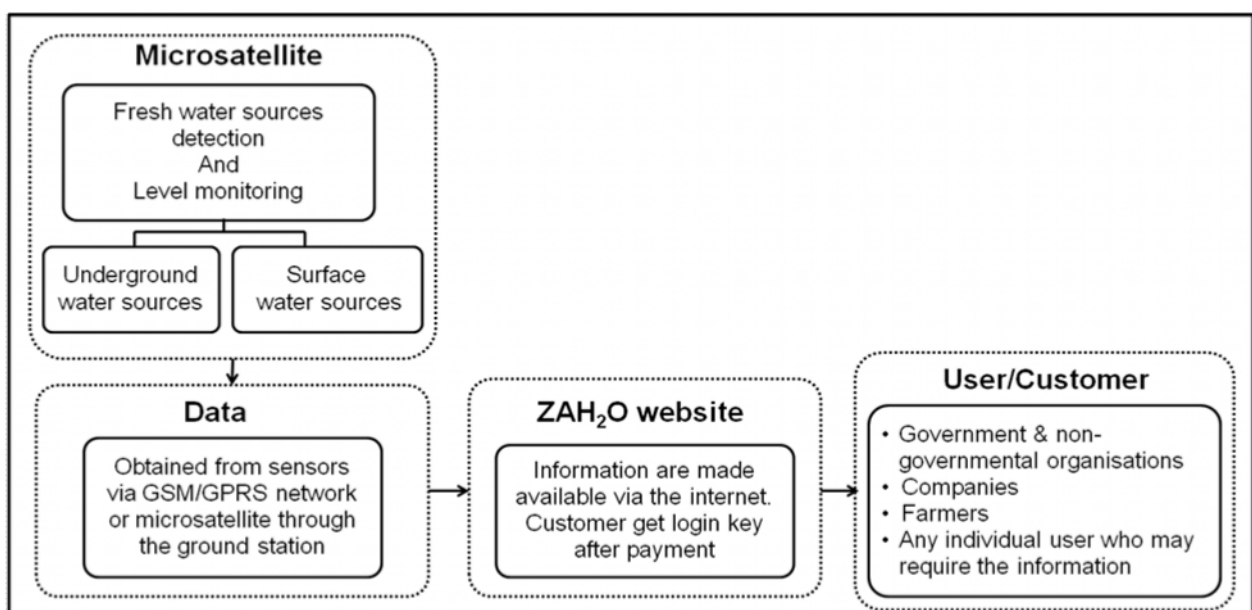 Microsatellite
Fresh water sources
detection
And
Level monitoring
Underground
water sources
Surface
water sources
Data
Obtained from sensors
via GSM/GPRS network
or microsatellite through
the ground station
ZAH₂O website
Information are made
available via the internet.
Customer get login key
after payment
User/Customer
• Government & non-
governmental organisations
• Companies
• Farmers
• Any individual user who may
require the information